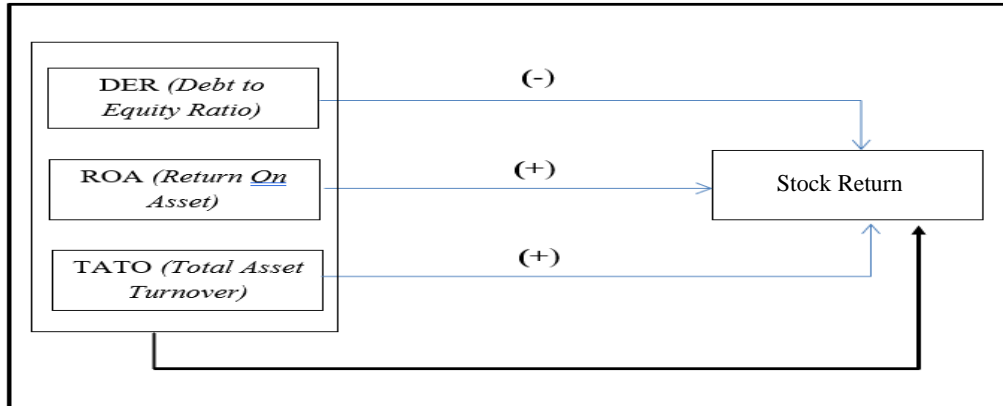 DER (Debt to
Equity Ratio)
(-)
ROA (Return On
Asset)
(+)
Stock Return
TATO (Total Asset
Turnover)
(+)